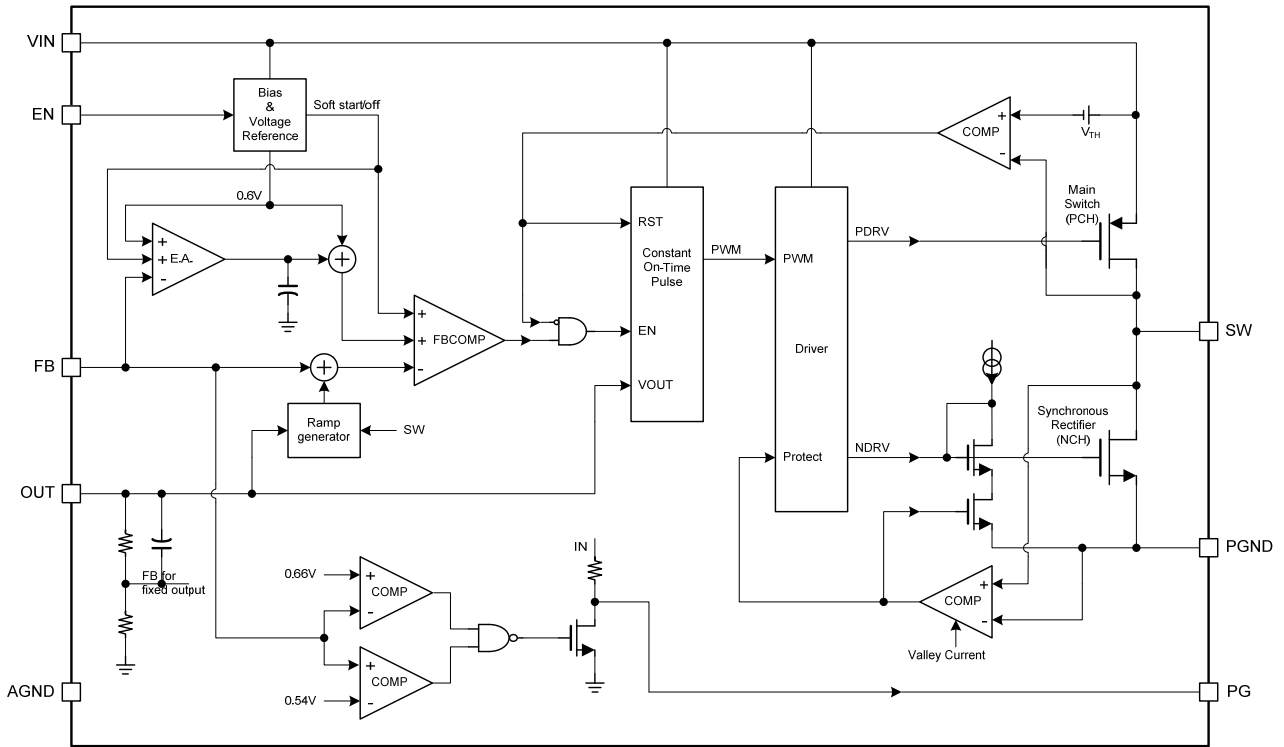 VIN
EN
Bias
&
Voltage
Reference
Soft start/off
0.6V
+
+ E.A.
-
+
FB
+
+
+
-
FBCOMP
Ramp
generator
SW
OUT
FB for
fixed output
AGND
0.66V
+
-
COMP
+
-
COMP
0.54V
IN
RST
Constant
On-Time
Pulse
EN
VOUT
PWM
PWM
Driver
Protect
PDRV
NDRV
+
-
COMP
VTH
Main
Switch
(PCH)
Synchronous
Rectifier
(NCH)
+
-
COMP
Valley Current
SW
PGND
PG